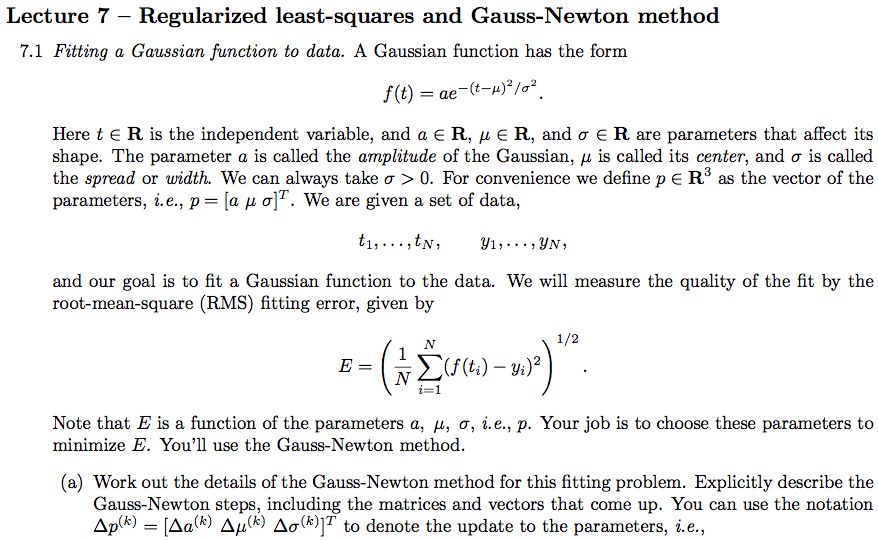 Lecture 7 – Regularized least-squares and Gauss-Newton method
7.1 Fitting a Gaussian function to data. A Gaussian function has the form
f(t) = ae^{-(t-μ)²/σ²}.
Here t ∈ R is the independent variable, and a ∈ R, μ ∈ R, and σ ∈ R are parameters that affect its
shape. The parameter a is called the amplitude of the Gaussian, μ is called its center, and σ is called
the spread or width. We can always take σ > 0. For convenience we define p ∈ R³ as the vector of the
parameters, i.e., p = [a μ σ]ᵀ. We are given a set of data,
t₁, . . . , t_N,    y₁, . . . , y_N,
and our goal is to fit a Gaussian function to the data. We will measure the quality of the fit by the
root-mean-square (RMS) fitting error, given by
E = ( \frac{1}{N} \sum_{i=1}^{N} (f(t_i) − y_i)² )^{1/2}.
Note that E is a function of the parameters a, μ, σ, i.e., p. Your job is to choose these parameters to
minimize E. You'll use the Gauss-Newton method.
(a) Work out the details of the Gauss-Newton method for this fitting problem. Explicitly describe the
Gauss-Newton steps, including the matrices and vectors that come up. You can use the notation
Δp^{(k)} = [Δa^{(k)} Δμ^{(k)} Δσ^{(k)}]ᵀ to denote the update to the parameters, i.e.,